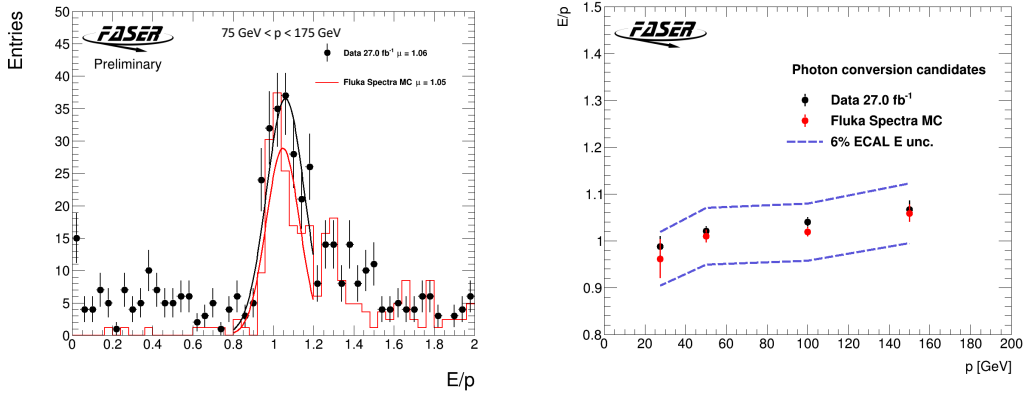 Entries
50
45
40
35
30
25
20
15
10
5
0
FASER
Preliminary
75 GeV < p < 175 GeV
Data 27.0 fb⁻¹ μ = 1.06
Fluka Spectra MC μ = 1.05
0 0.2 0.4 0.6 0.8 1 1.2 1.4 1.6 1.8 2
E/p
E/p
1.5
1.4
1.3
1.2
1.1
1
0.9
0.8
FASER
Photon conversion candidates
Data 27.0 fb⁻¹
Fluka Spectra MC
6% ECAL E unc.
0 20 40 60 80 100 120 140 160 180 200
p [GeV]